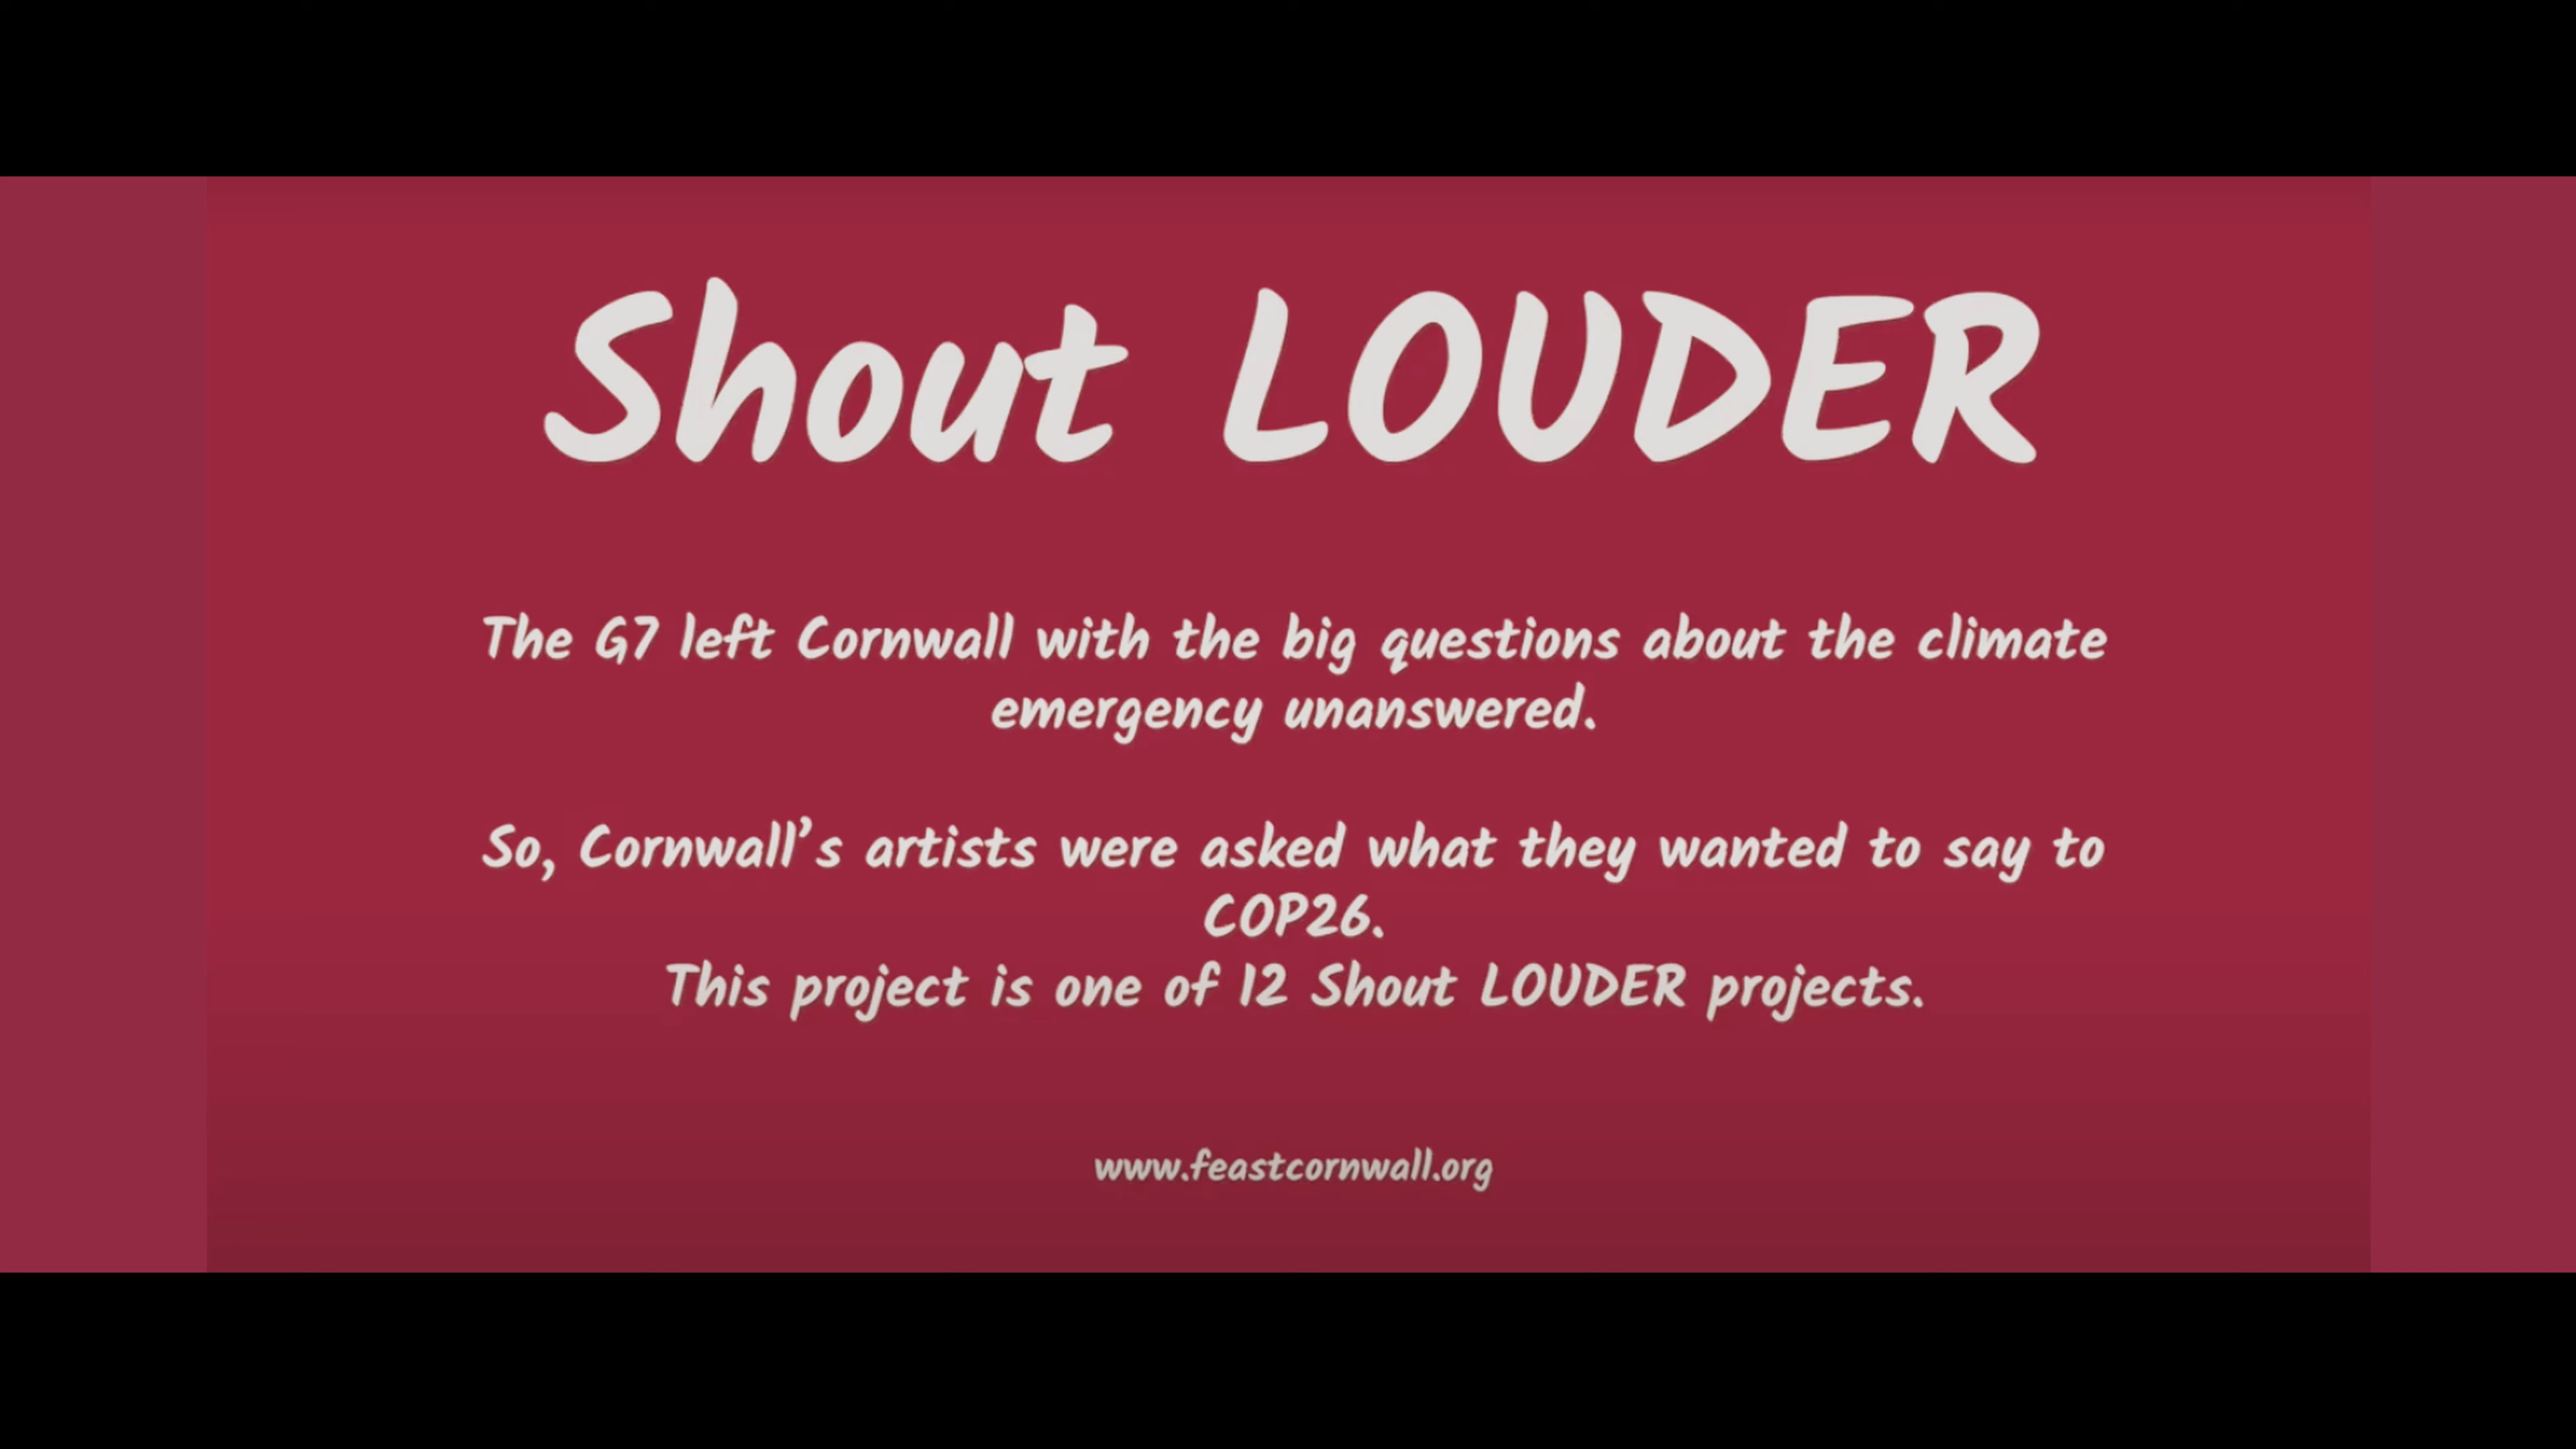 Shout LOUDER
The G7 left Cornwall with the big questions about the climate
emergency unanswered.
So, Cornwall’s artists were asked what they wanted to say to
COP26.
This project is one of 12 Shout LOUDER projects.
www.feastcornwall.org